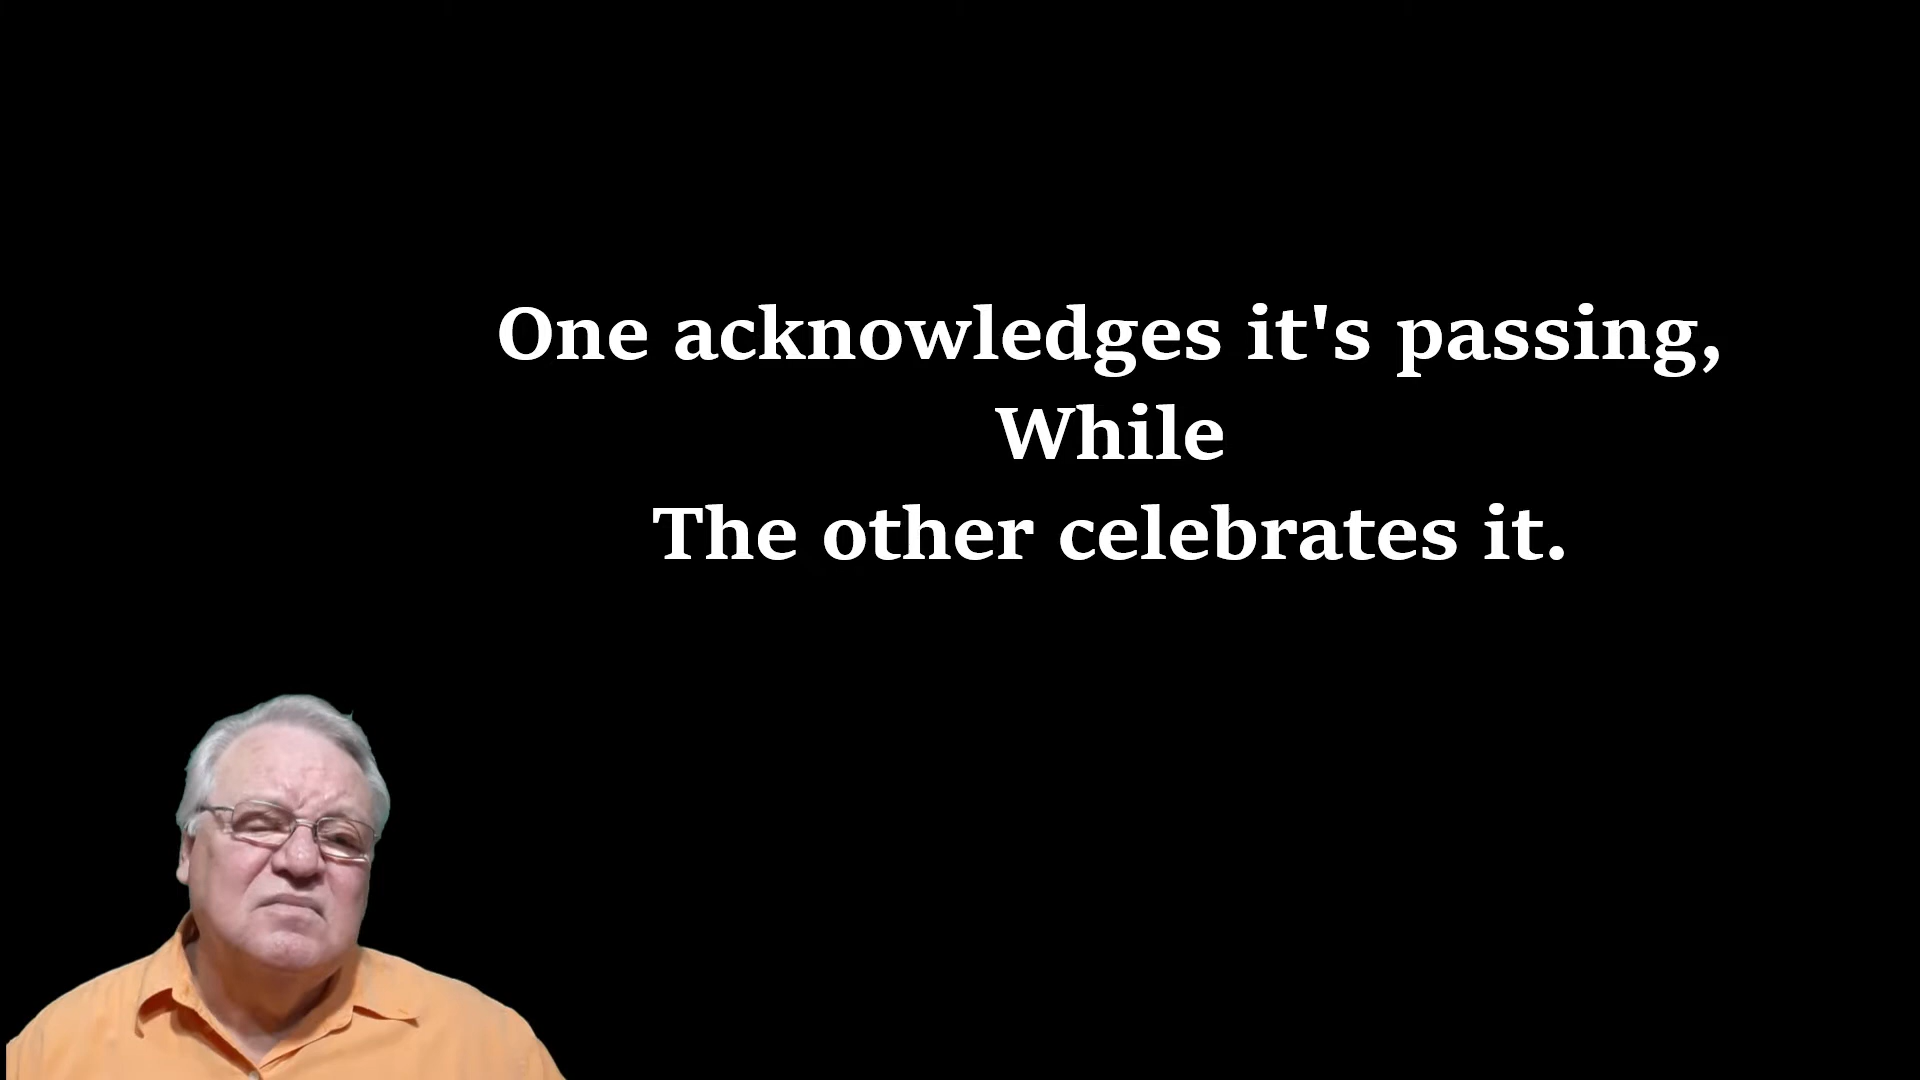 One acknowledges it's passing,
While
The other celebrates it.